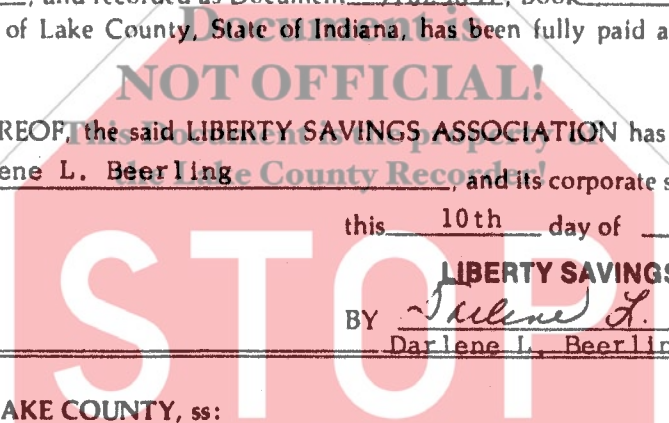 , and recorded as Document
of Lake County, State of Indiana, has been fully paid a
Document is
NOT OFFICIAL!
REOF, the said LIBERTY SAVINGS ASSOCIATION has
This Document is the property of
the Lake County Recorder!
ene L. Beerling, and its corporate s
this 10th day of
LIBERTY SAVINGS
BY Darlene L.
Darlene L. Beerlin
STOP
AKE COUNTY, ss: